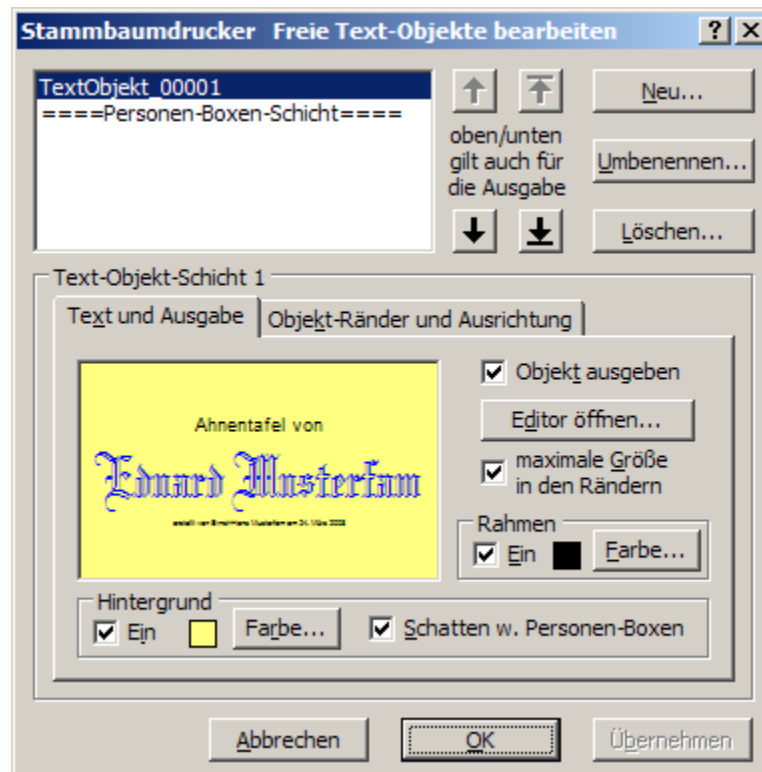 Stammbaumdrucker Freie Text-Objekte bearbeiten
TextObjekt_00001
====Personen-Boxen-Schicht====
oben/unten
gilt auch für
die Ausgabe
Neu...
Umbenennen...
Löschen...
Text-Objekt-Schicht 1
Text und Ausgabe
Objekt-Ränder und Ausrichtung
Ahnentafel von
Eduard Musterfam
Objekt ausgeben
Editor öffnen...
maximale Größe
in den Rändern
Rahmen
Ein
Farbe...
Hintergrund
Ein
Farbe...
Schatten w. Personen-Boxen
Abbrechen
OK
Übernehmen